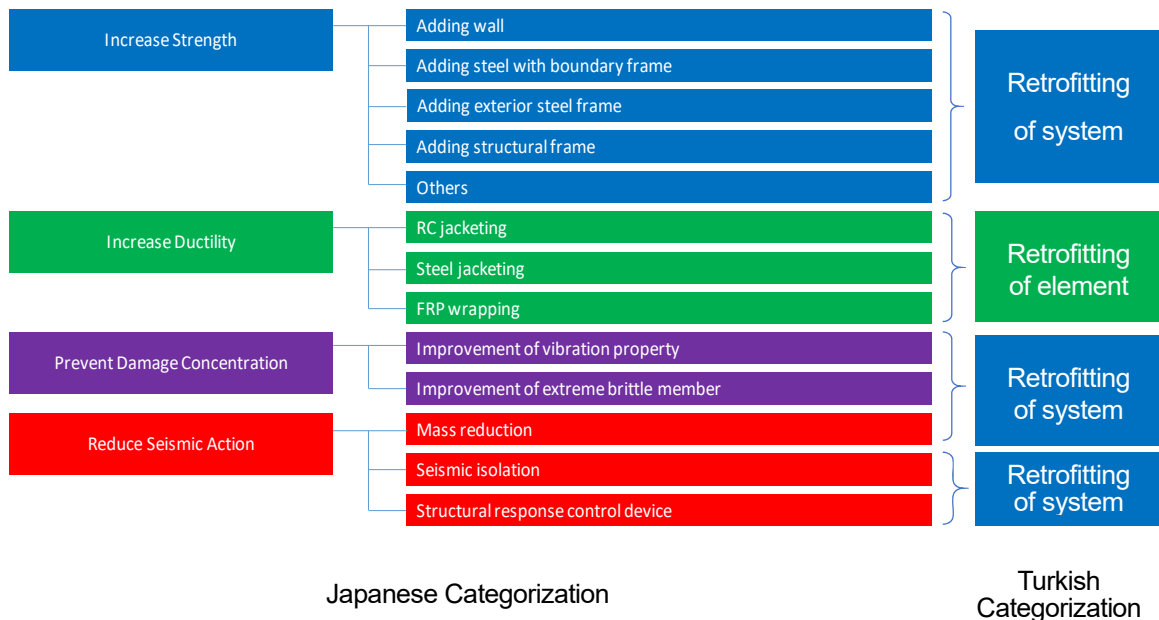 Increase Strength
Adding wall
Adding steel with boundary frame
Adding exterior steel frame
Adding structural frame
Others
Retrofitting
of system
Increase Ductility
RC jacketing
Steel jacketing
FRP wrapping
Retrofitting
of element
Prevent Damage Concentration
Improvement of vibration property
Improvement of extreme brittle member
Reduce Seismic Action
Mass reduction
Retrofitting
of system
Seismic isolation
Structural response control device
Retrofitting
of system
Japanese Categorization
Turkish
Categorization